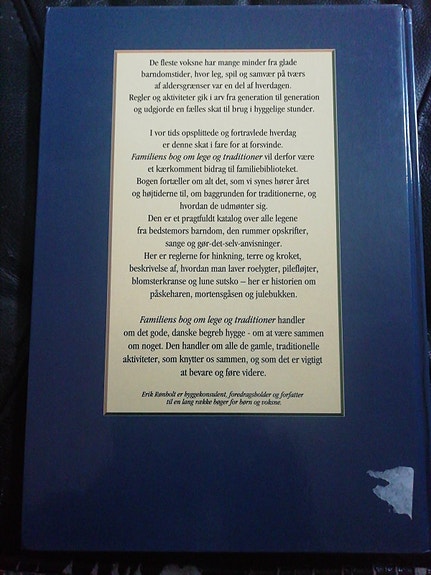 De fleste voksne har mange minder fra glade
barndomstider, hvor leg, spil og samvær på tværs
af aldersgrænser var en del af hverdagen.
Regler og aktiviteter gik i arv fra generation til generation
og udgjorde en fælles skat til brug i hyggelige stunder.
I vor tids opsplittede og fortravlede hverdag
er denne skat i fare for at forsvinde.
Familiens bog om lege og traditioner vil derfor være
et kærkomment bidrag til familiebiblioteket.
Bogen fortæller om alt det, som vi synes hører året
og højtiderne til, om baggrunden for traditionerne, og
hvordan de udmønter sig.
Den er et pragtfuldt katalog over alle legene
fra bedstemors barndom, den rummer opskrifter,
sange og gør-det-selv-anvisninger.
Her er reglerne for hinkning, terre og kroket,
beskrivelse af, hvordan man laver roelygter, pilefløjter,
blomsterkranse og lune sutsko – her er historien om
påskeharen, mortensgåsen og julebukken.
Familiens bog om lege og traditioner handler
om det gode, danske begreb hygge - om at være sammen
om noget. Den handler om alle de gamle, traditionelle
aktiviteter, som knytter os sammen, og som det er vigtigt
at bevare og føre videre.
Erik Rønholt er byggekonsulent, foredragsholder og forfatter
til en lang række bøger for børn og voksne.